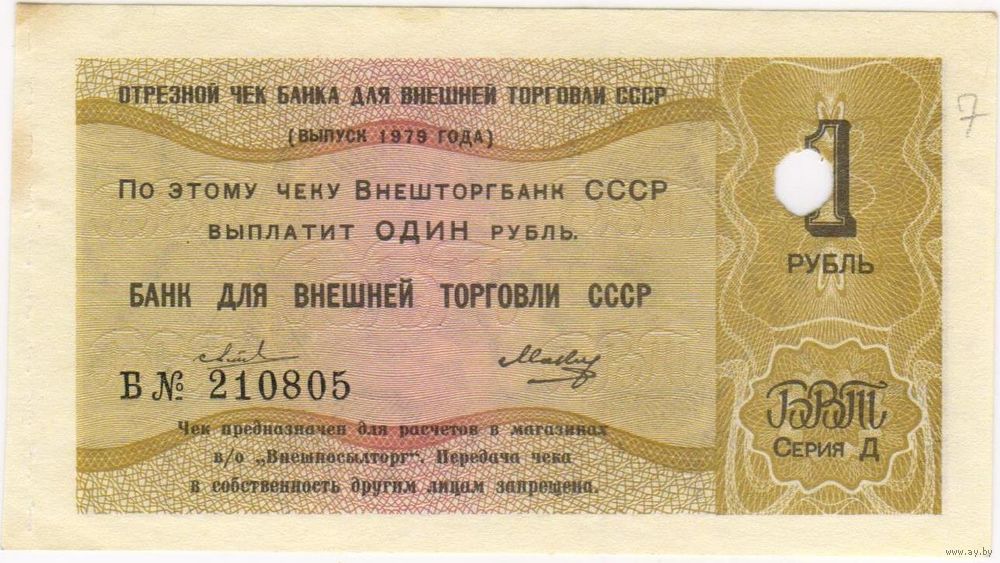 ОТРЕЗНОЙ ЧЕК БАНКА ДЛЯ ВНЕШНЕЙ ТОРГОВЛИ СССР
(ВЫПУСК 1979 ГОДА)
ПО ЭТОМУ ЧЕКУ ВНЕШТОРГБАНК СССР
ВЫПЛАТИТ ОДИН РУБЛЬ.
БАНК ДЛЯ ВНЕШНЕЙ ТОРГОВЛИ СССР
Б № 210805
Чек предназначен для расчетов в магазинах
в/о „Внешпосылторг“. Передача чека
в собственность другим лицам запрещена.
1
РУБЛЬ
БВТ
СЕРИЯ Д
7
www.ay.by